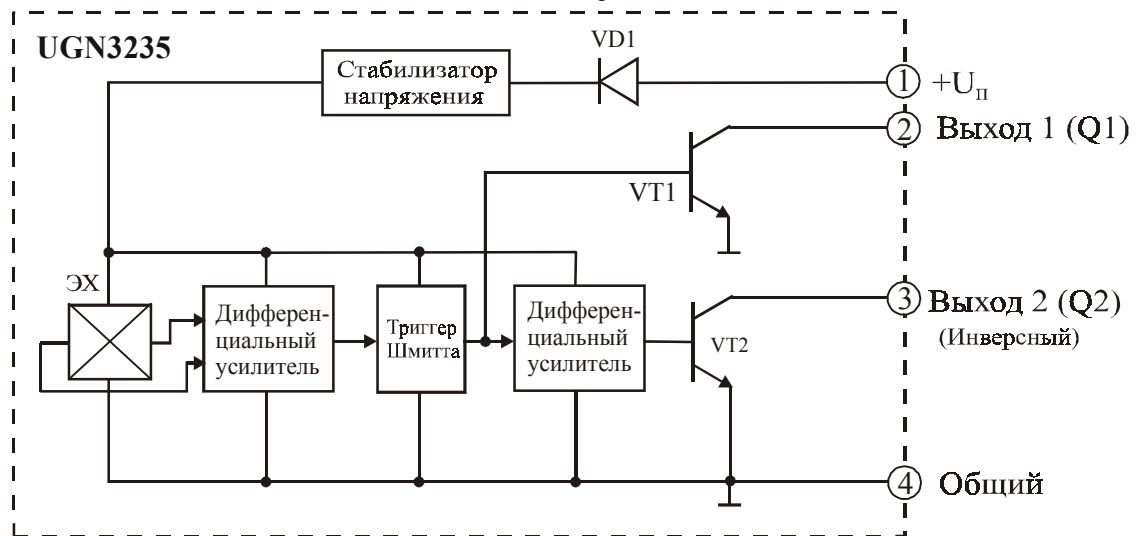 UGN3235
VD1
Стабилизатор
напряжения
1 +Uп
2 Выход 1 (Q1)
VT1
ЭХ
Дифферен-
циальный
усилитель
Триггер
Шмитта
Дифферен-
циальный
усилитель
VT2
3 Выход 2 (Q2)
(Инверсный)
4 Общий